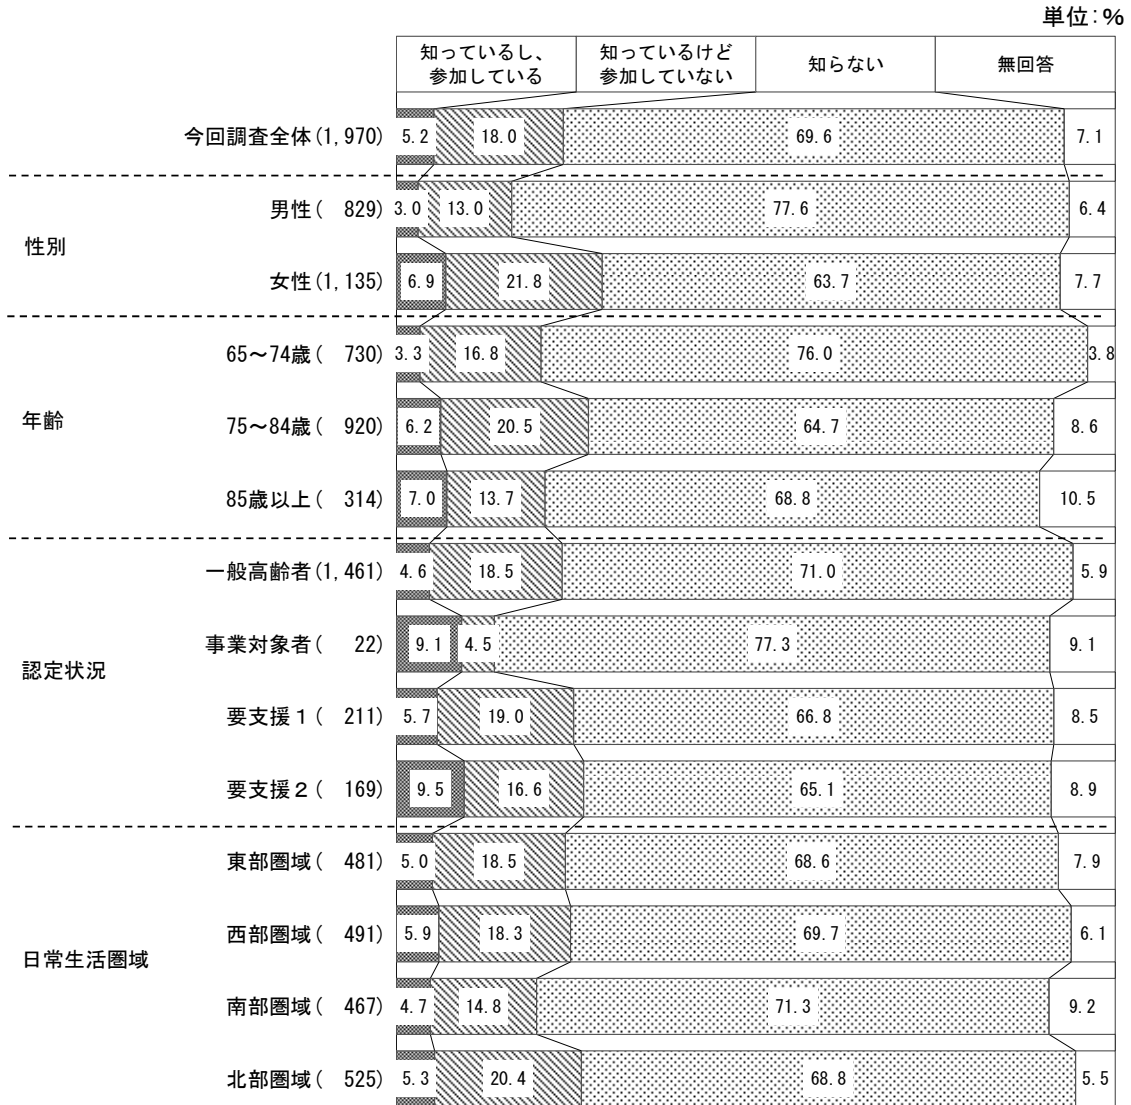 単位:%
知っているし、
参加している
知っているけど
参加していない
知らない
無回答
今回調査全体(1,970) 5.2 18.0 69.6 7.1
性別
男性( 829) 3.0 13.0 77.6 6.4
女性(1,135) 6.9 21.8 63.7 7.7
年齢
65～74歳( 730) 3.3 16.8 76.0 3.8
75～84歳( 920) 6.2 20.5 64.7 8.6
85歳以上( 314) 7.0 13.7 68.8 10.5
認定状況
一般高齢者(1,461) 4.6 18.5 71.0 5.9
事業対象者( 22) 9.1 4.5 77.3 9.1
要支援１( 211) 5.7 19.0 66.8 8.5
要支援２( 169) 9.5 16.6 65.1 8.9
日常生活圏域
東部圏域( 481) 5.0 18.5 68.6 7.9
西部圏域( 491) 5.9 18.3 69.7 6.1
南部圏域( 467) 4.7 14.8 71.3 9.2
北部圏域( 525) 5.3 20.4 68.8 5.5